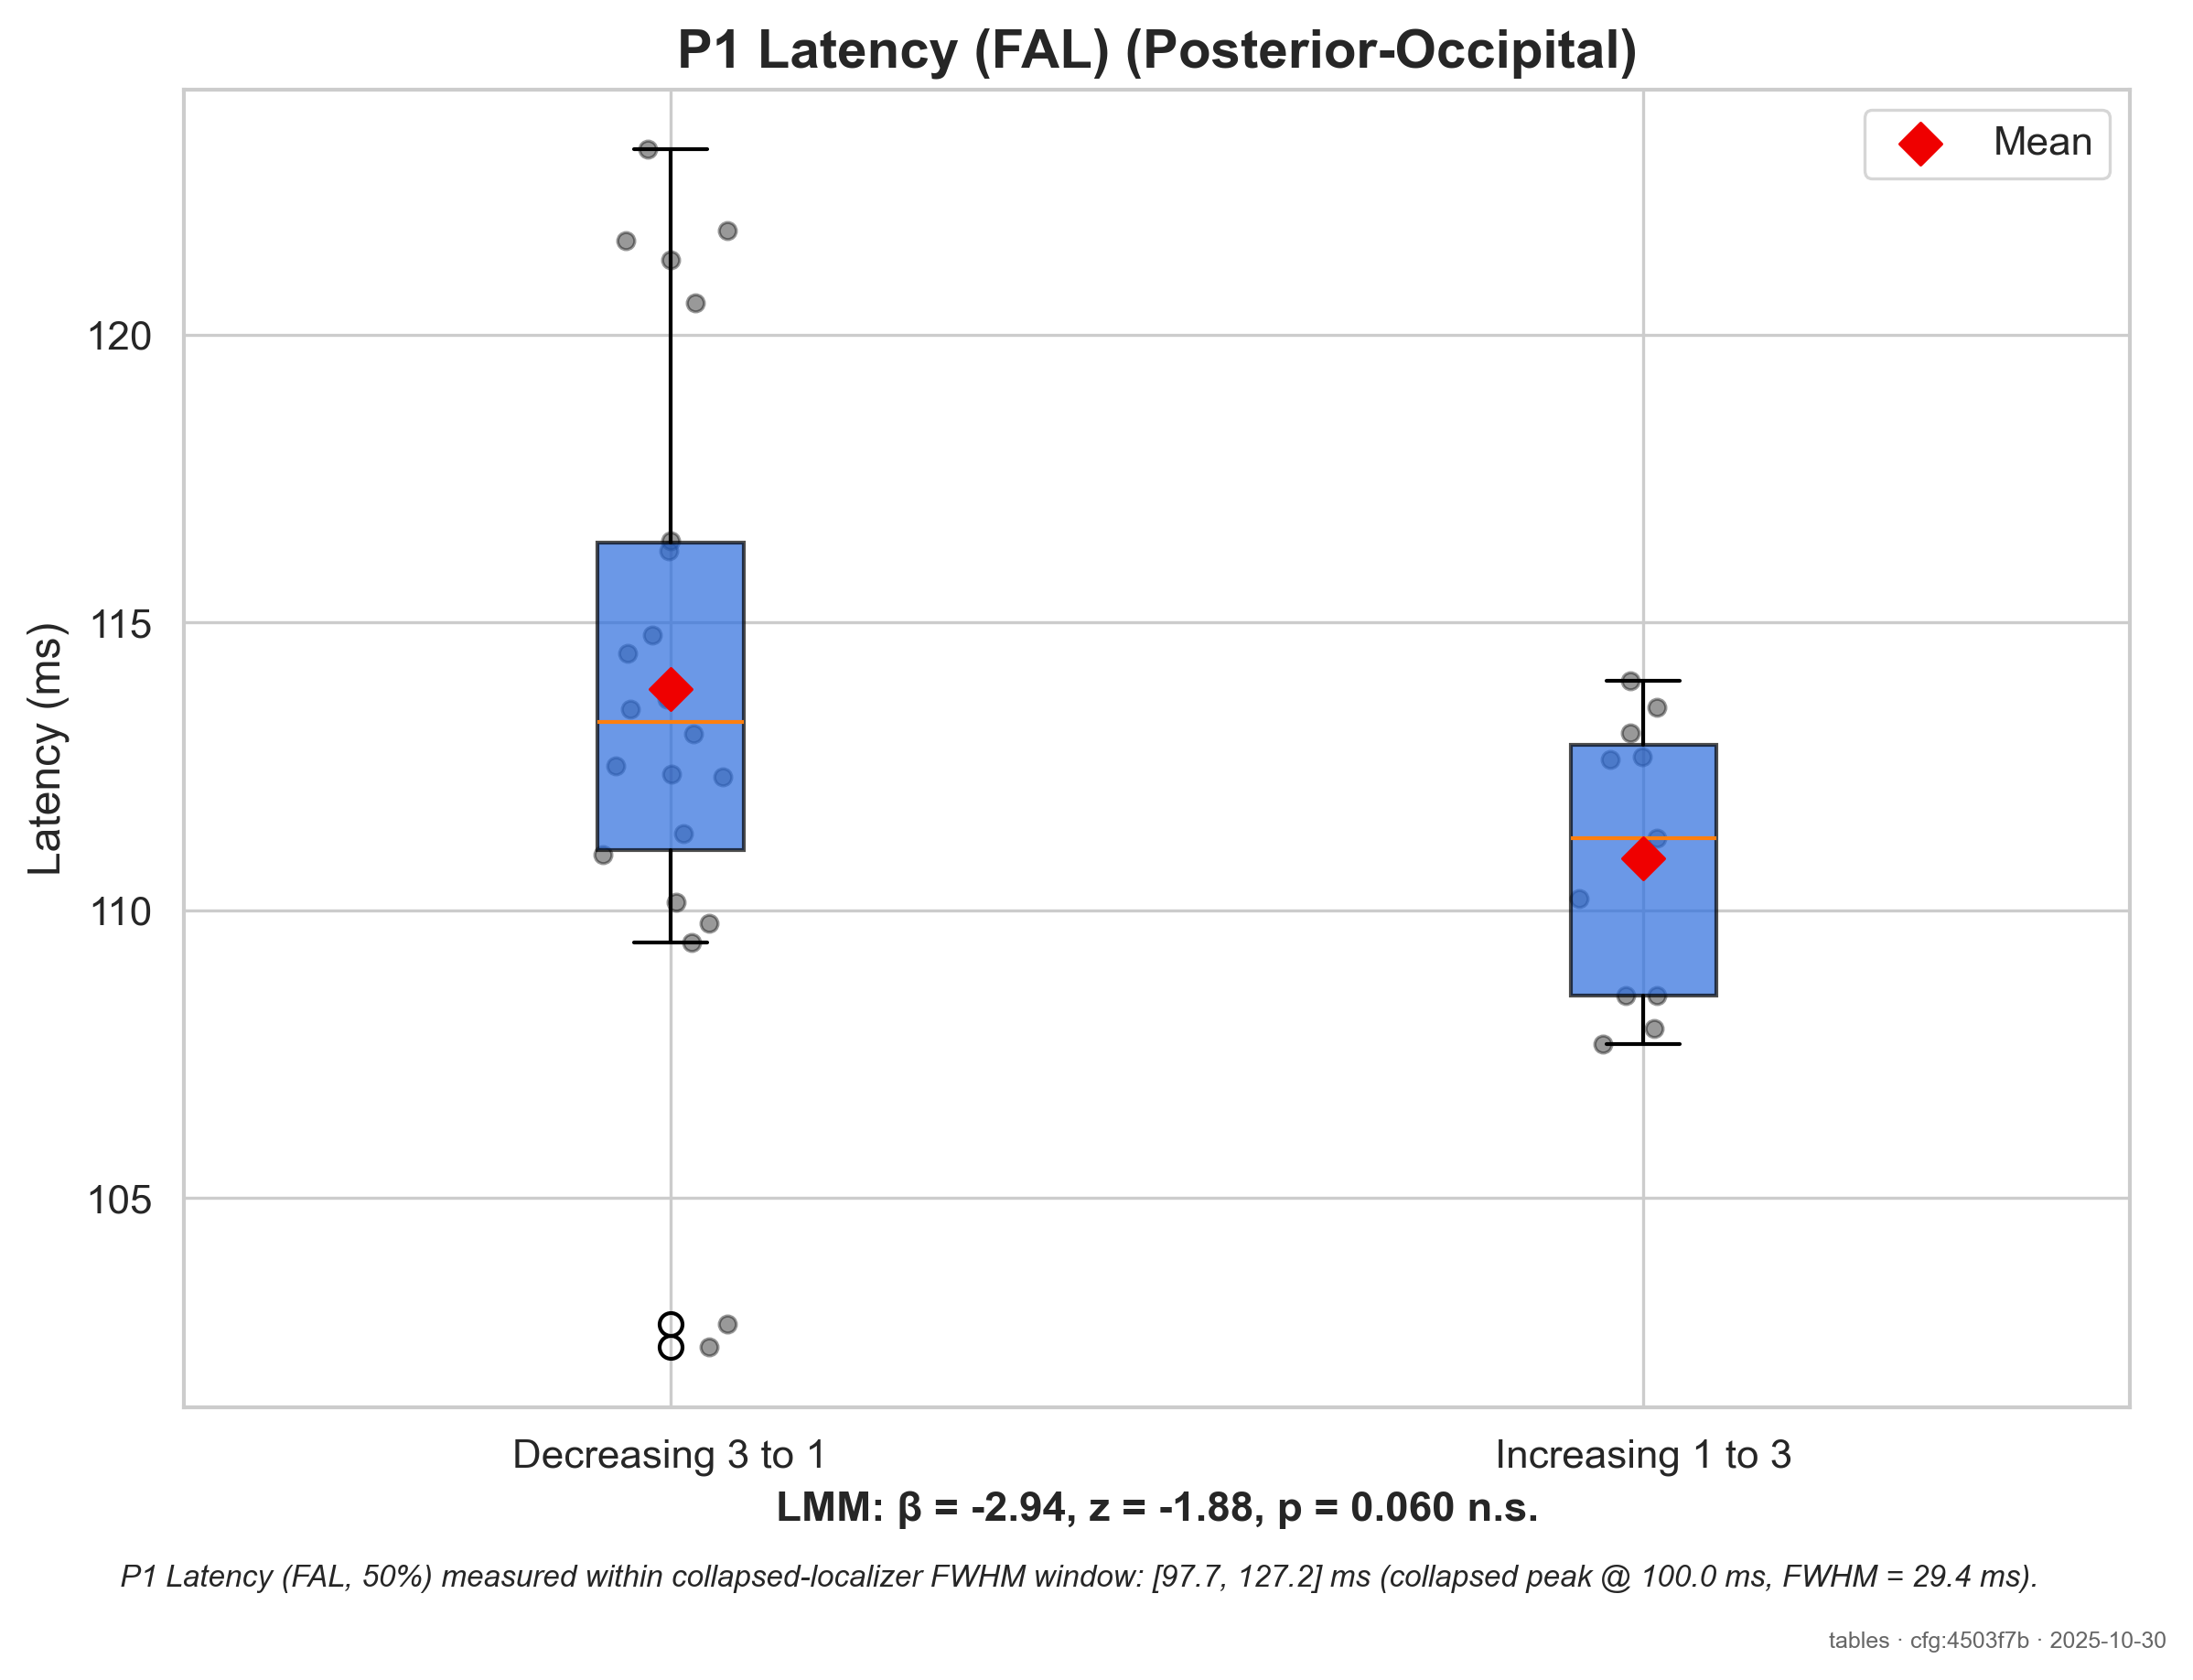 P1 Latency (FAL) (Posterior-Occipital)
Mean
Latency (ms)
120
115
110
105
Decreasing 3 to 1
Increasing 1 to 3
LMM: β = -2.94, z = -1.88, p = 0.060 n.s.
P1 Latency (FAL, 50%) measured within collapsed-localizer FWHM window: [97.7, 127.2] ms (collapsed peak @ 100.0 ms, FWHM = 29.4 ms).
tables · cfg:4503f7b · 2025-10-30